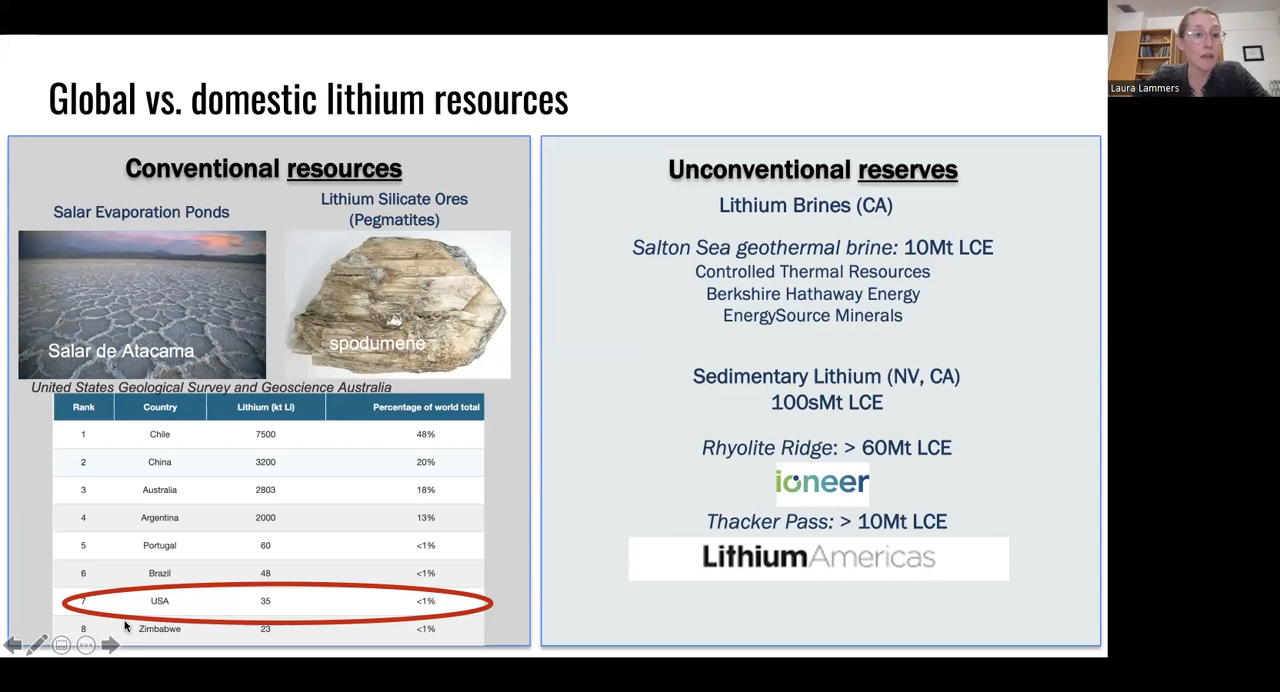 Laura Lammers
Global vs. domestic lithium resources
Conventional resources
Salar Evaporation Ponds
Lithium Silicate Ores
(Pegmatites)
Salar de Atacama
spodumene
United States Geological Survey and Geoscience Australia
Rank Country Lithium (kt Li) Percentage of world total
1 Chile 7500 48%
2 China 3200 20%
3 Australia 2803 18%
4 Argentina 2000 13%
5 Portugal 60 <1%
6 Brazil 48 <1%
7 USA 35 <1%
8 Zimbabwe 23 <1%
Unconventional reserves
Lithium Brines (CA)
Salton Sea geothermal brine: 10Mt LCE
Controlled Thermal Resources
Berkshire Hathaway Energy
EnergySource Minerals
Sedimentary Lithium (NV, CA)
100sMt LCE
Rhyolite Ridge: > 60Mt LCE
ioneer
Thacker Pass: > 10Mt LCE
LithiumAmericas